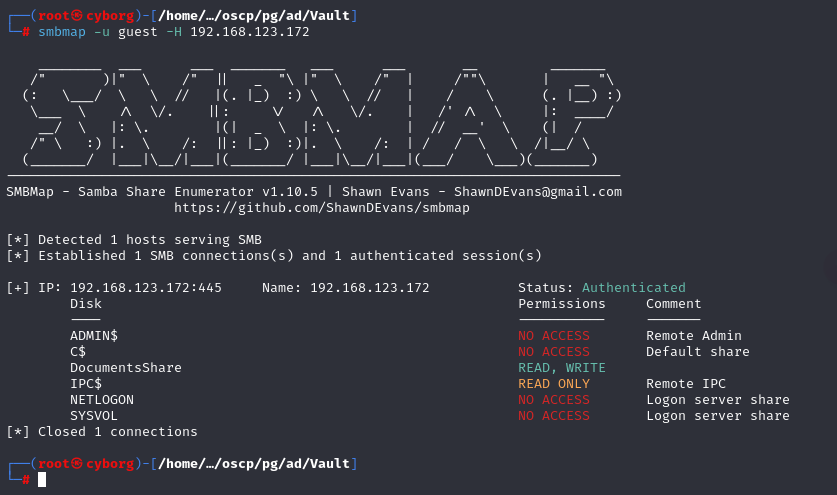 ┌──(root㉿cyborg)-[/home/…/oscp/pg/ad/Vault]
└─# smbmap -u guest -H 192.168.123.172
SMBMAP
SMBMap - Samba Share Enumerator v1.10.5 | Shawn Evans - ShawnDEvans@gmail.com
https://github.com/ShawnDEvans/smbmap
[*] Detected 1 hosts serving SMB
[*] Established 1 SMB connections(s) and 1 authenticated session(s)
[+] IP: 192.168.123.172:445 Name: 192.168.123.172 Status: Authenticated
Disk Permissions Comment
---- ----------- -------
ADMIN$ NO ACCESS Remote Admin
C$ NO ACCESS Default share
DocumentsShare READ, WRITE
IPC$ READ ONLY Remote IPC
NETLOGON NO ACCESS Logon server share
SYSVOL NO ACCESS Logon server share
[*] Closed 1 connections
┌──(root㉿cyborg)-[/home/…/oscp/pg/ad/Vault]
└─#